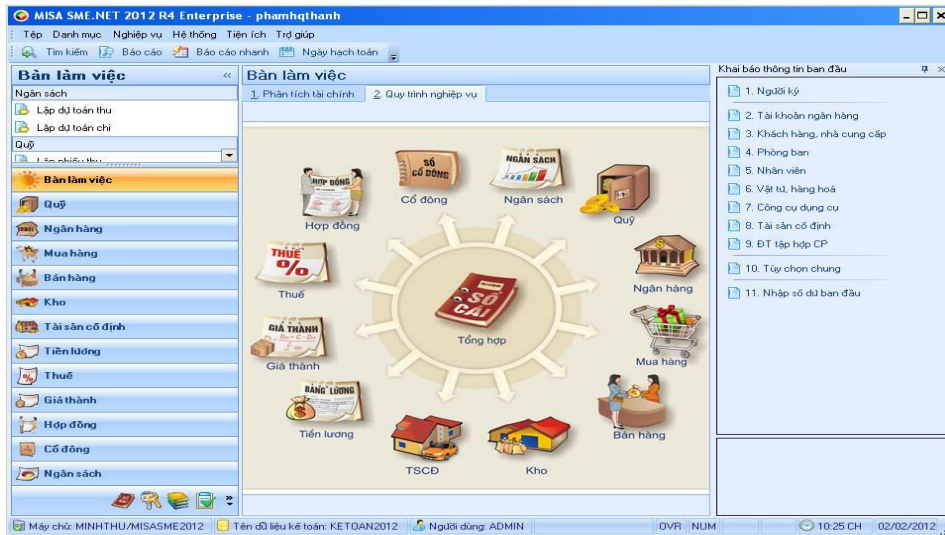 MISA SME.NET 2012 R4 Enterprise - phamhqthanh
Tệp Danh mục Nghiệp vụ Hệ thống Tiện ích Trợ giúp
Tìm kiếm Báo cáo Báo cáo nhanh Ngày hạch toán
Bàn làm việc «
Ngân sách
Lập dự toán thu
Lập dự toán chi
Quỹ
Lập phiếu thu
Bàn làm việc
Quỹ
Ngân hàng
Mua hàng
Bán hàng
Kho
Tài sản cố định
Tiền lương
Thuế
Giá thành
Hợp đồng
Cổ đông
Ngân sách
Bàn làm việc
1. Phân tích tài chính 2. Quy trình nghiệp vụ
HỢP ĐỒNG
Hợp đồng
SỔ CỔ ĐÔNG
Cổ đông
NGÂN SÁCH
Ngân sách
Quỹ
THUẾ %
Thuế
Ngân hàng
SỔ CÁI
Tổng hợp
GIÁ THÀNH
Giá thành
Mua hàng
BẢNG LƯƠNG
Tiền lương
Bán hàng
TSCĐ
Kho
Khai báo thông tin ban đầu
1. Người ký
2. Tài khoản ngân hàng
3. Khách hàng, nhà cung cấp
4. Phòng ban
5. Nhân viên
6. Vật tư, hàng hoá
7. Công cụ dụng cụ
8. Tài sản cố định
9. ĐT tập hợp CP
10. Tùy chọn chung
11. Nhập số dư ban đầu
Máy chủ: MINHTHU/MISASME2012 Tên dữ liệu kế toán: KETOAN2012 Người dùng: ADMIN OVR NUM 10:25 CH 02/02/2012